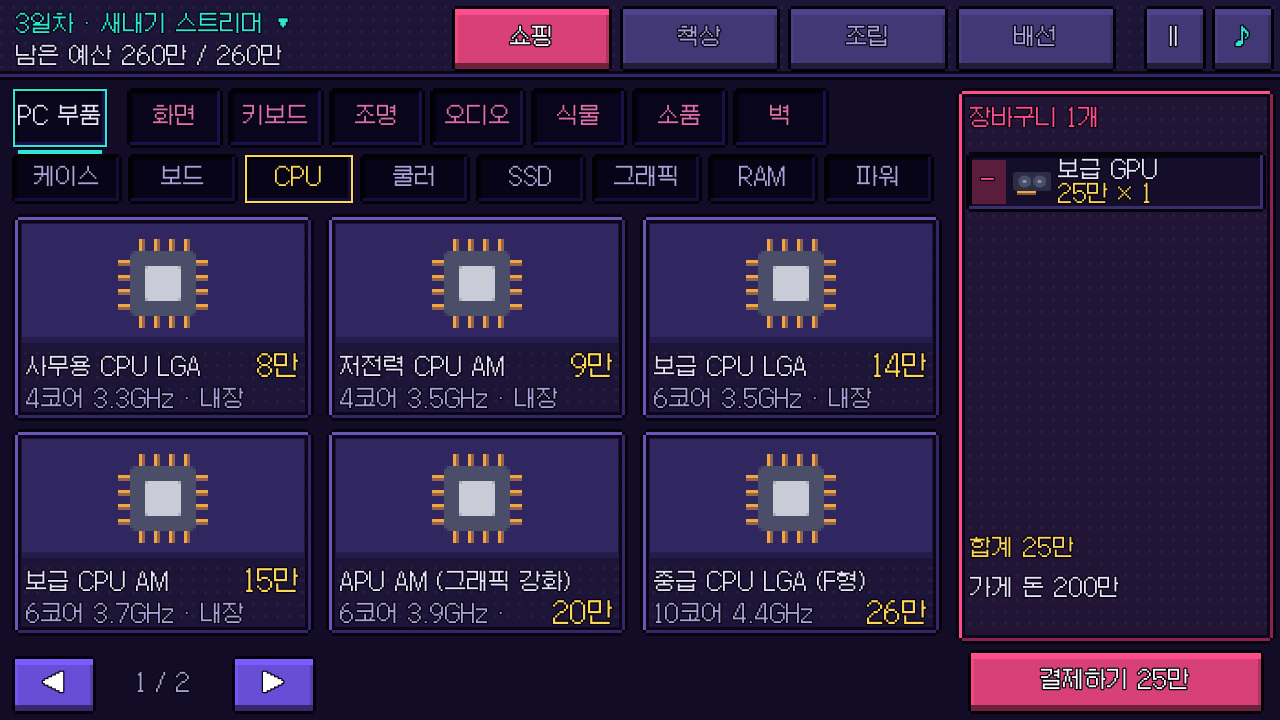 3일차 · 새내기 스트리머 ▼
남은 예산 260만 / 260만
쇼핑
책상
조립
배선
PC 부품
화면
키보드
조명
오디오
식물
소품
벽
케이스
보드
CPU
쿨러
SSD
그래픽
RAM
파워
사무용 CPU LGA 8만
4코어 3.3GHz · 내장
저전력 CPU AM 9만
4코어 3.5GHz · 내장
보급 CPU LGA 14만
6코어 3.5GHz · 내장
보급 CPU AM 15만
6코어 3.7GHz · 내장
APU AM (그래픽 강화)
6코어 3.9GHz · 20만
중급 CPU LGA (F형)
10코어 4.4GHz 26만
1 / 2
장바구니 1개
보급 GPU
25만 × 1
합계 25만
가게 돈 200만
결제하기 25만